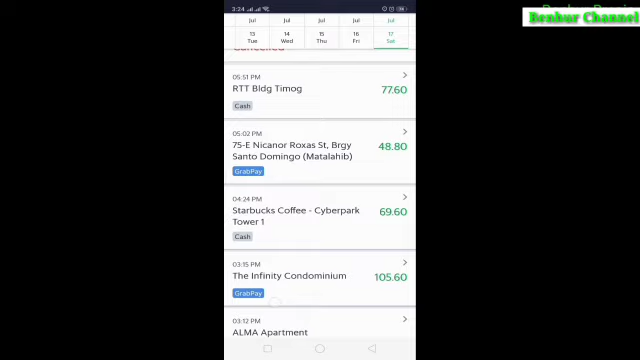 3:24
Benhur Channel
Jul Jul Jul Jul Jul
13 14 15 16 17
Tue Wed Thu Fri Sat
Cancelled
05:51 PM
RTT Bldg Timog 77.60
Cash
05:02 PM
75-E Nicanor Roxas St, Brgy 48.80
Santo Domingo (Matalahib)
GrabPay
04:24 PM
Starbucks Coffee - Cyberpark 69.60
Tower 1
Cash
03:15 PM
The Infinity Condominium 105.60
GrabPay
03:12 PM
ALMA Apartment